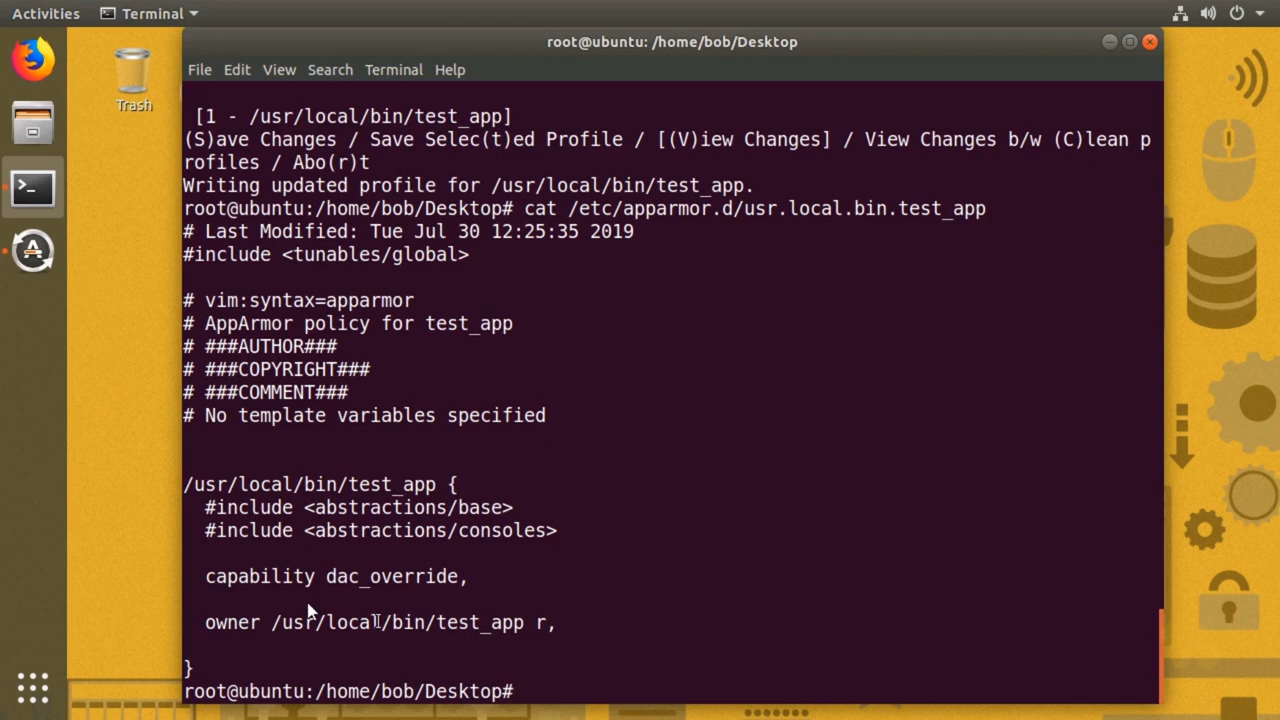 Activities
Terminal
root@ubuntu: /home/bob/Desktop
File Edit View Search Terminal Help
Trash
[1 - /usr/local/bin/test_app]
(S)ave Changes / Save Selec(t)ed Profile / [(V)iew Changes] / View Changes b/w (C)lean p
rofiles / Abo(r)t
Writing updated profile for /usr/local/bin/test_app.
root@ubuntu:/home/bob/Desktop# cat /etc/apparmor.d/usr.local.bin.test_app
# Last Modified: Tue Jul 30 12:25:35 2019
#include <tunables/global>
# vim:syntax=apparmor
# AppArmor policy for test_app
# ###AUTHOR###
# ###COPYRIGHT###
# ###COMMENT###
# No template variables specified
/usr/local/bin/test_app {
#include <abstractions/base>
#include <abstractions/consoles>
capability dac_override,
owner /usr/local/bin/test_app r,
}
root@ubuntu:/home/bob/Desktop#